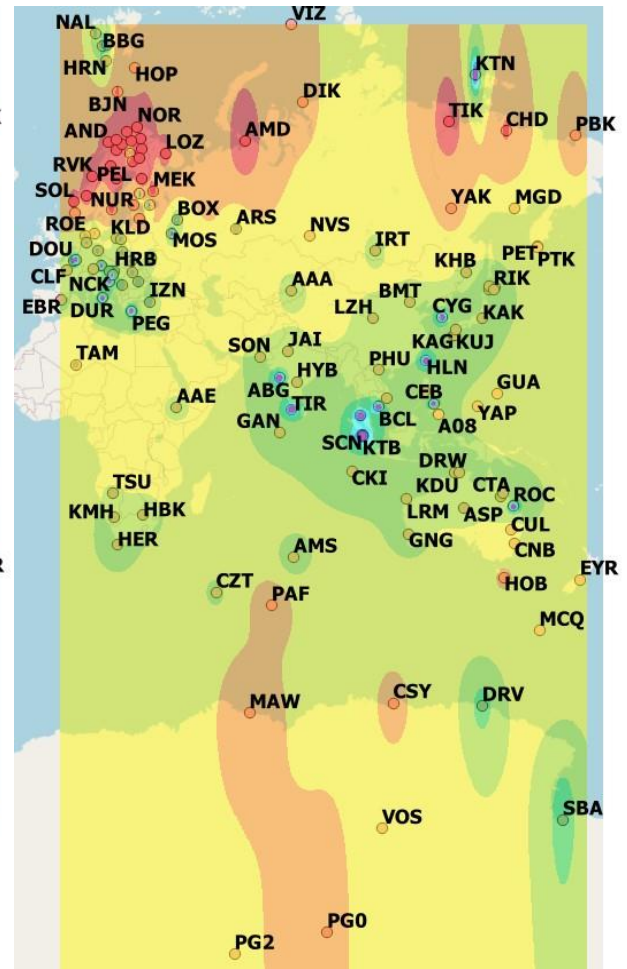 VIZ
NAL
BBG
HRN
HOP
KTN
BJN
DIK
NOR
AND
TIK
CHD
PBK
AMD
LOZ
RVK
PEL
MEK
SOL
NUR
YAK
MGD
ROE
KLD
BOX
ARS
NVS
MOS
DOU
HRB
IRT
PET
PTK
CLF
NCK
KHB
IZN
AAA
BMT
RIK
EBR
DUR
PEG
LZH
CYG
KAK
KAG
KUJ
TAM
SON
JAI
PHU
HLN
HYB
ABG
AAE
TIR
CEB
GUA
GAN
BCL
A08
YAP
SCN
KTB
DRW
CKI
KDU
CTA
ROC
TSU
KMH
HBK
LRM
ASP
HER
GNG
CUL
CNB
AMS
EYR
CZT
PAF
HOB
MCQ
MAW
CSY
DRV
SBA
VOS
PG0
PG2